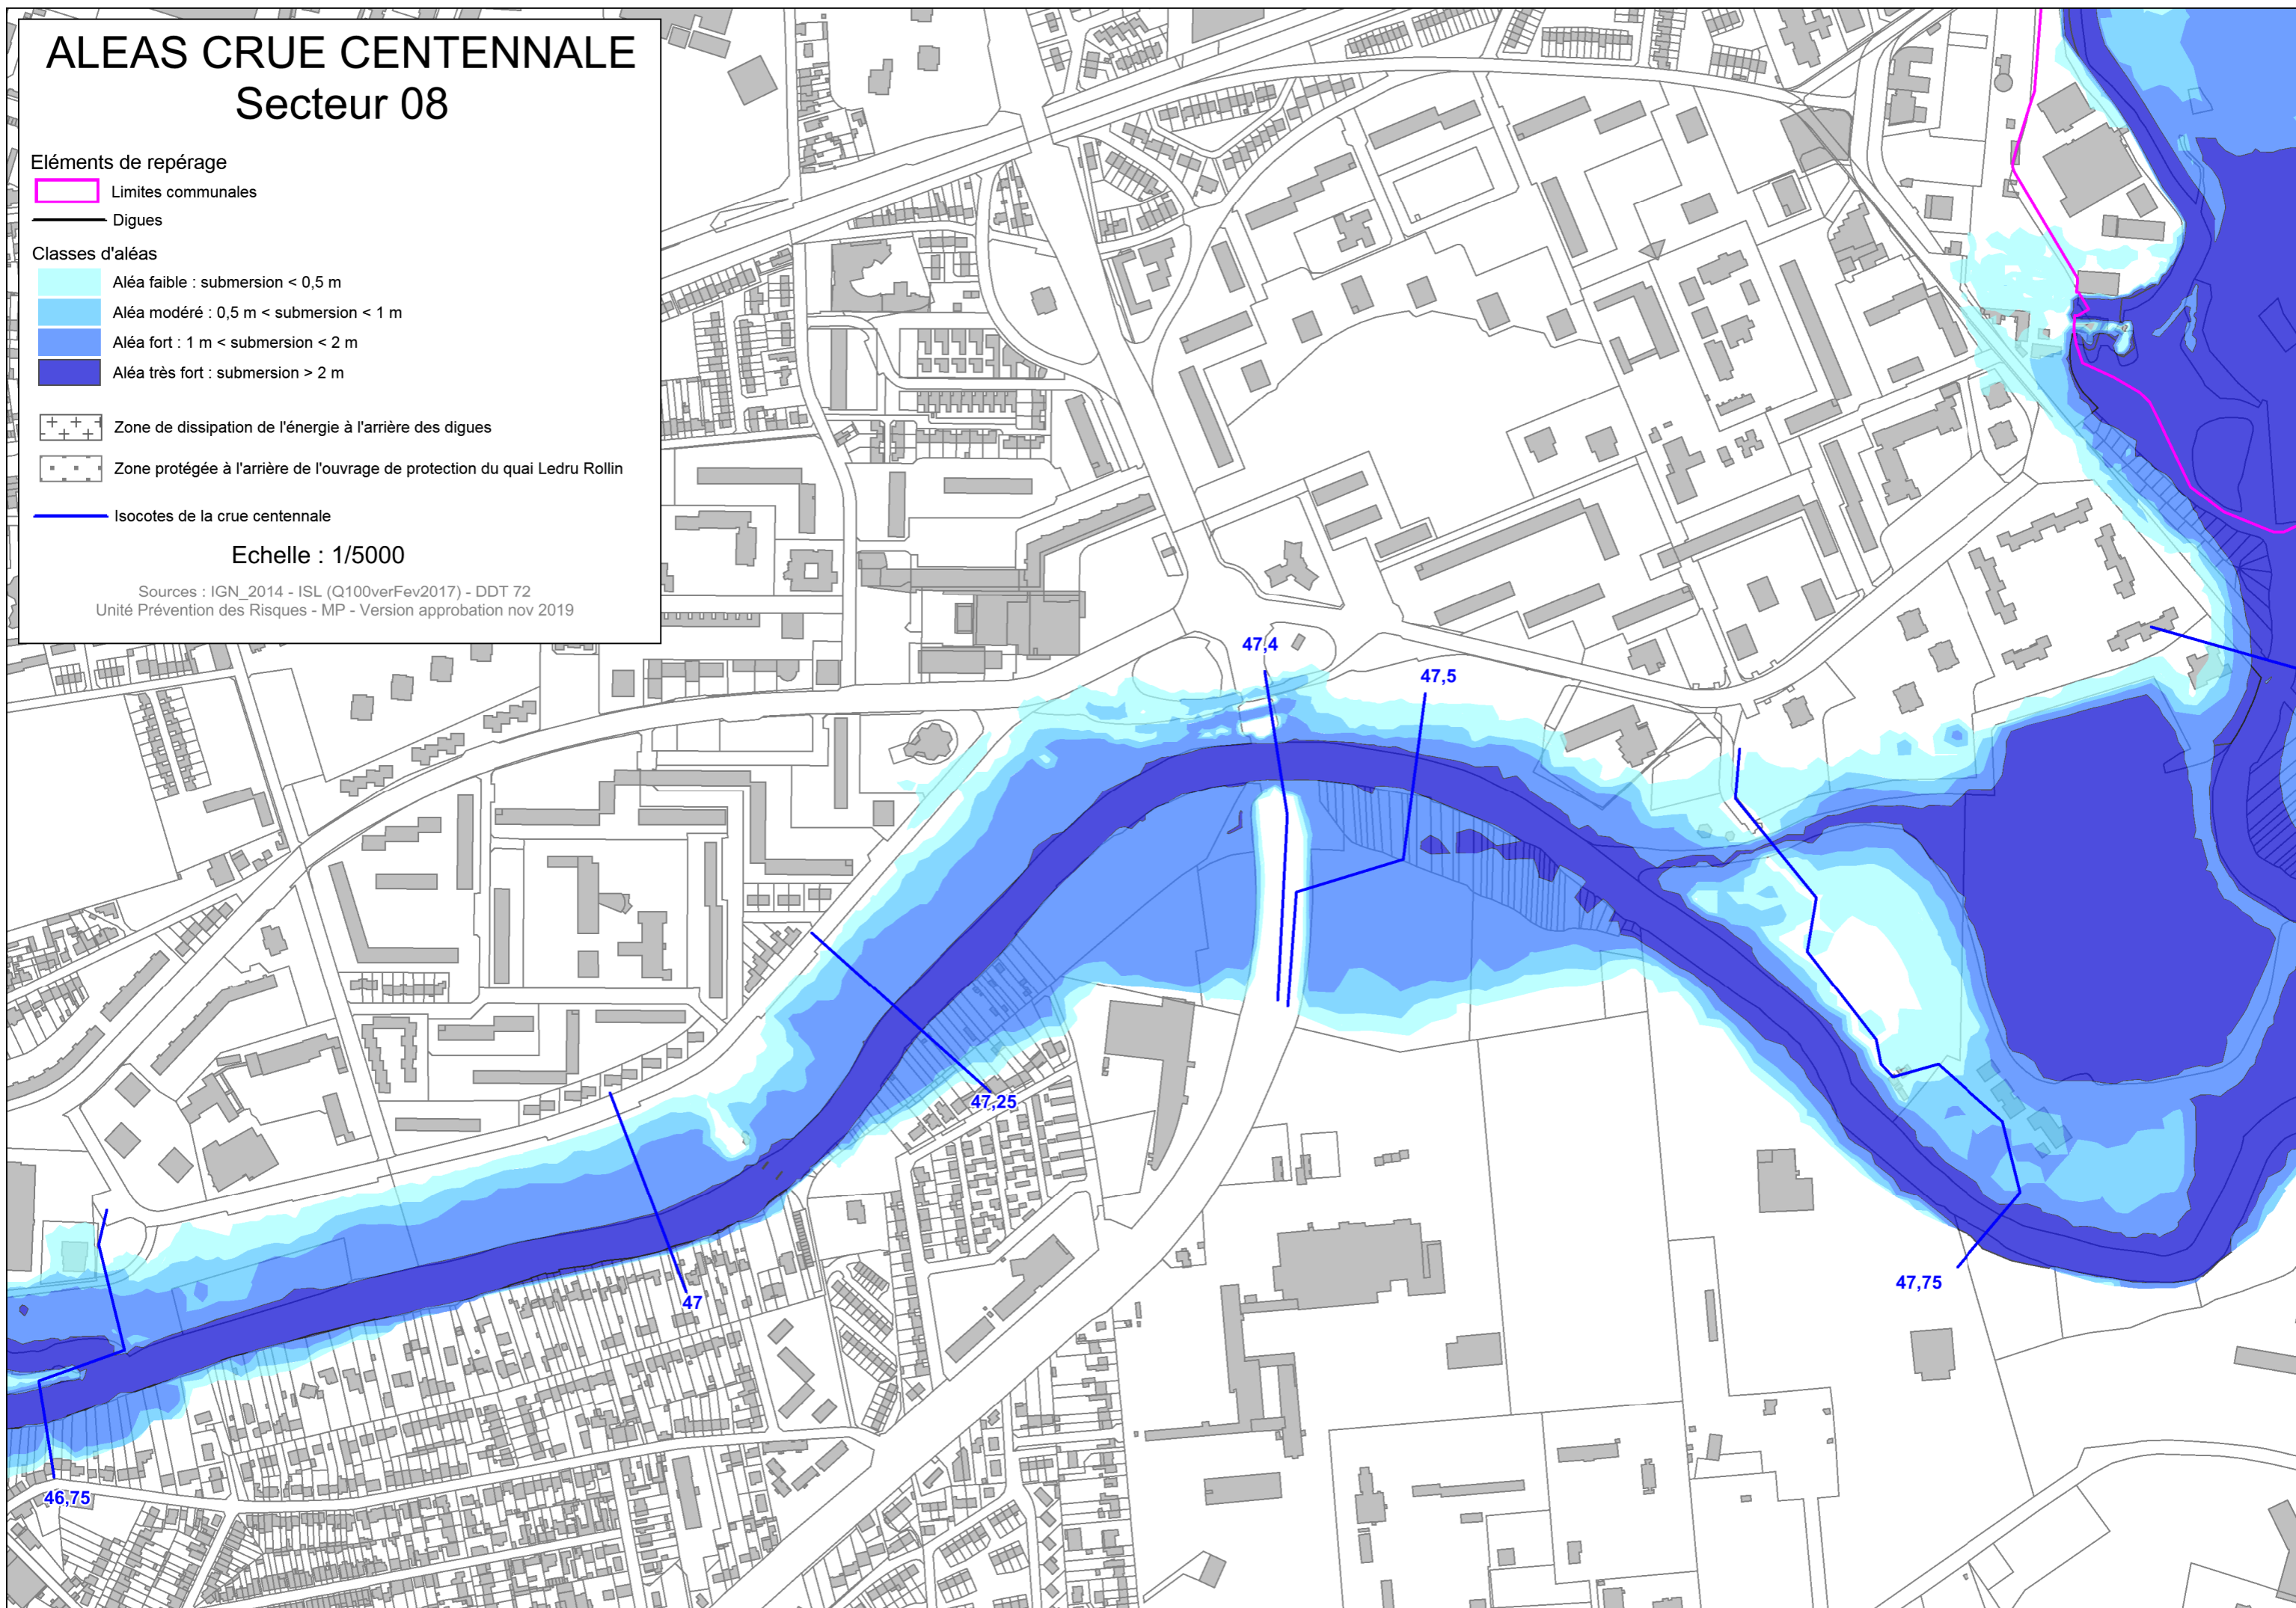 ALEAS CRUE CENTENNALE
Secteur 08
Eléments de repérage
Limites communales
Digues
Classes d'aléas
Aléa faible : submersion < 0,5 m
Aléa modéré : 0,5 m < submersion < 1 m
Aléa fort : 1 m < submersion < 2 m
Aléa très fort : submersion > 2 m
Zone de dissipation de l'énergie à l'arrière des digues
Zone protégée à l'arrière de l'ouvrage de protection du quai Ledru Rollin
Isocotes de la crue centennale
Echelle : 1/5000
Sources : IGN_2014 - ISL (Q100verFev2017) - DDT 72
Unité Prévention des Risques - MP - Version approbation nov 2019
47,4
47,5
47,25
47
47,75
46,75